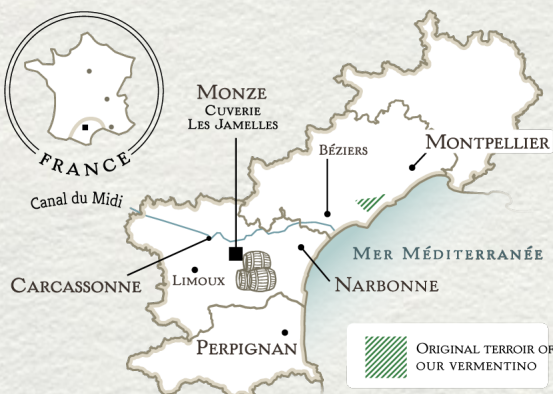 FRANCE
MONZE
CUVERIE
LES JAMELLES
BÉZIERS
MONTPELLIER
Canal du Midi
MER MÉDITERRANÉE
CARCASSONNE
LIMOUX
NARBONNE
PERPIGNAN
ORIGINAL TERROIR OF
OUR VERMENTINO